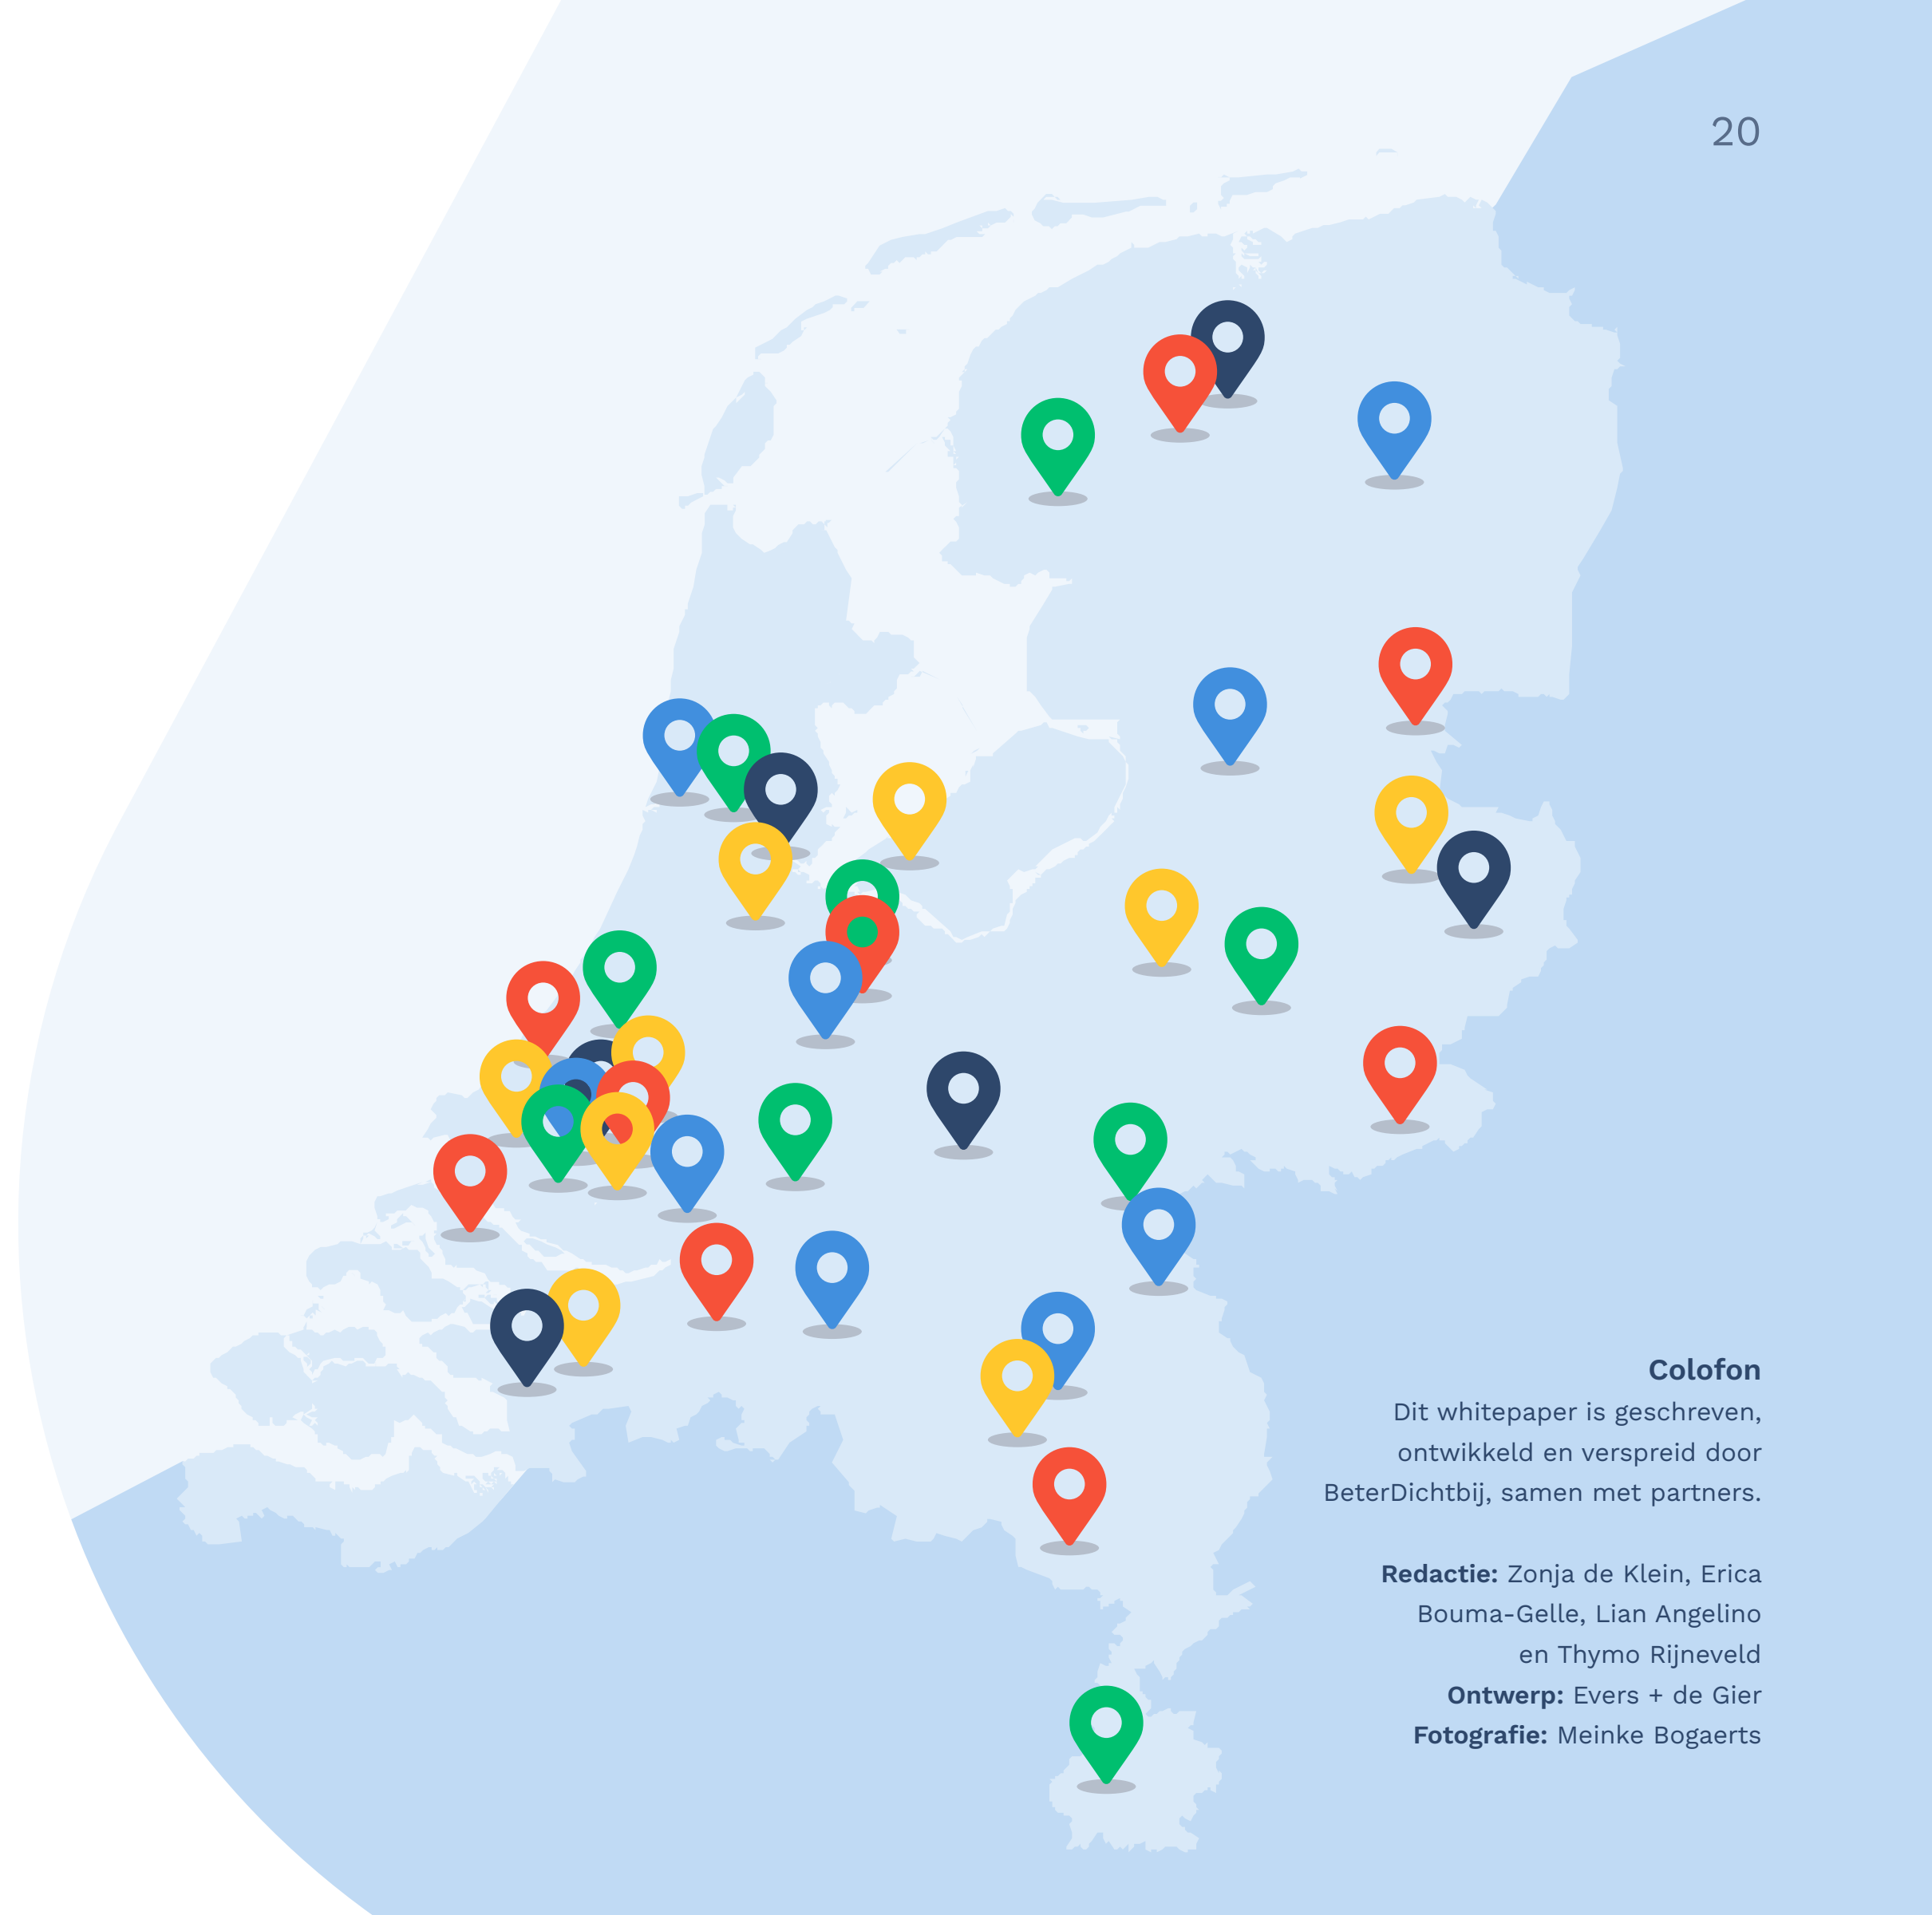 20
Colofon
Dit whitepaper is geschreven,
ontwikkeld en verspreid door
BeterDichtbij, samen met partners.
Redactie: Zonja de Klein, Erica
Bouma-Gelle, Lian Angelino
en Thymo Rijneveld
Ontwerp: Evers + de Gier
Fotografie: Meinke Bogaerts